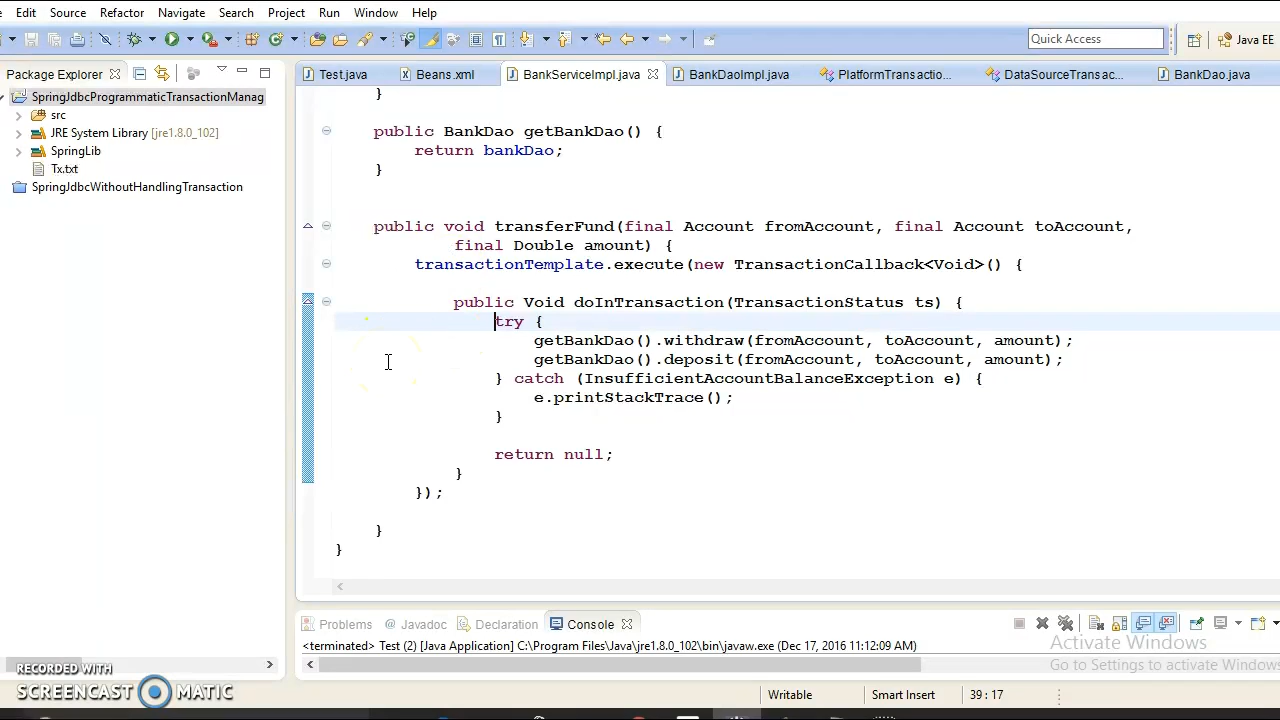 Edit Source Refactor Navigate Search Project Run Window Help
Quick Access
Java EE
Package Explorer
Test.java
Beans.xml
BankServiceImpl.java
BankDaoImpl.java
PlatformTransactio...
DataSourceTransac...
BankDao.java
SpringJdbcProgrammaticTransactionManag
src
JRE System Library [jre1.8.0_102]
SpringLib
Tx.txt
SpringJdbcWithoutHandlingTransaction
}
public BankDao getBankDao() {
return bankDao;
}
public void transferFund(final Account fromAccount, final Account toAccount,
final Double amount) {
transactionTemplate.execute(new TransactionCallback<Void>() {
public Void doInTransaction(TransactionStatus ts) {
try {
getBankDao().withdraw(fromAccount, toAccount, amount);
getBankDao().deposit(fromAccount, toAccount, amount);
} catch (InsufficientAccountBalanceException e) {
e.printStackTrace();
}
return null;
}
});
}
}
Problems
Javadoc
Declaration
Console
<terminated> Test (2) [Java Application] C:\Program Files\Java\jre1.8.0_102\bin\javaw.exe (Dec 17, 2016 11:12:09 AM)
Activate Windows
Go to Settings to activate Windows
RECORDED WITH
SCREENCAST MATIC
Writable
Smart Insert
39 : 17